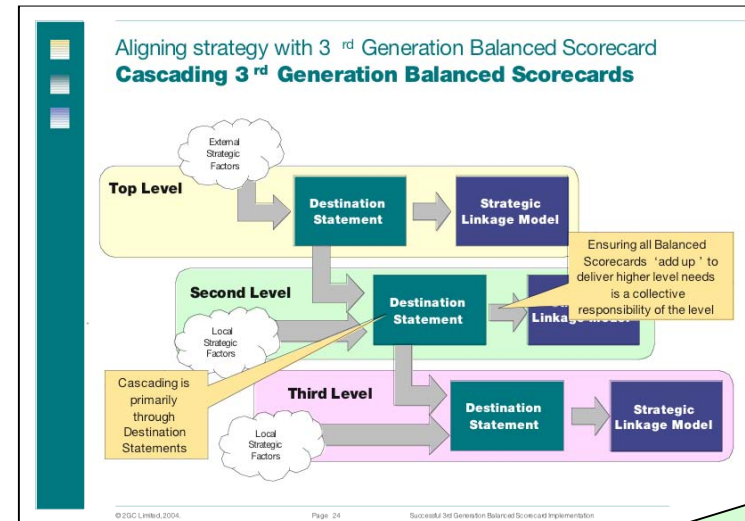 Aligning strategy with 3 rd Generation Balanced Scorecard
Cascading 3 rd Generation Balanced Scorecards
External
Strategic
Factors
Top Level
Destination
Statement
Strategic
Linkage Model
Ensuring all Balanced
Scorecards ‘add up ’ to
deliver higher level needs
is a collective
responsibility of the level
Second Level
Destination
Statement
Linkage Model
Local
Strategic
Factors
Cascading is
primarily
through
Destination
Statements
Third Level
Destination
Statement
Strategic
Linkage Model
Local
Strategic
Factors
© 2GC Limited, 2004.
Page 24
Successful 3rd Generation Balanced Scorecard Implementation